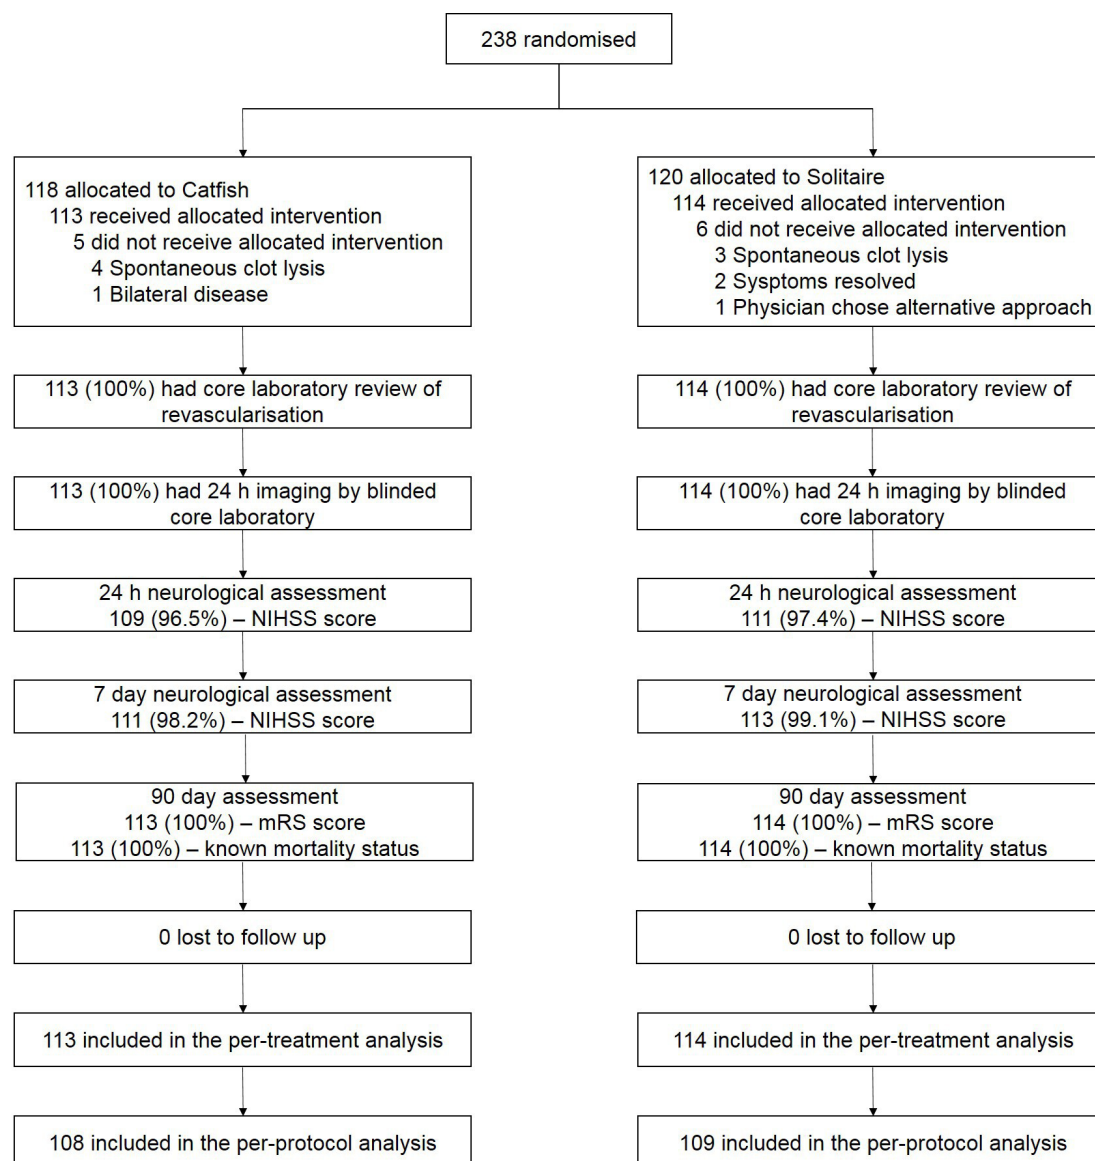 238 randomised
118 allocated to Catfish
113 received allocated intervention
5 did not receive allocated intervention
4 Spontaneous clot lysis
1 Bilateral disease
113 (100%) had core laboratory review of
revascularisation
113 (100%) had 24 h imaging by blinded
core laboratory
24 h neurological assessment
109 (96.5%) – NIHSS score
7 day neurological assessment
111 (98.2%) – NIHSS score
90 day assessment
113 (100%) – mRS score
113 (100%) – known mortality status
0 lost to follow up
113 included in the per-treatment analysis
108 included in the per-protocol analysis
120 allocated to Solitaire
114 received allocated intervention
6 did not receive allocated intervention
3 Spontaneous clot lysis
2 Sysptoms resolved
1 Physician chose alternative approach
114 (100%) had core laboratory review of
revascularisation
114 (100%) had 24 h imaging by blinded
core laboratory
24 h neurological assessment
111 (97.4%) – NIHSS score
7 day neurological assessment
113 (99.1%) – NIHSS score
90 day assessment
114 (100%) – mRS score
114 (100%) – known mortality status
0 lost to follow up
114 included in the per-treatment analysis
109 included in the per-protocol analysis